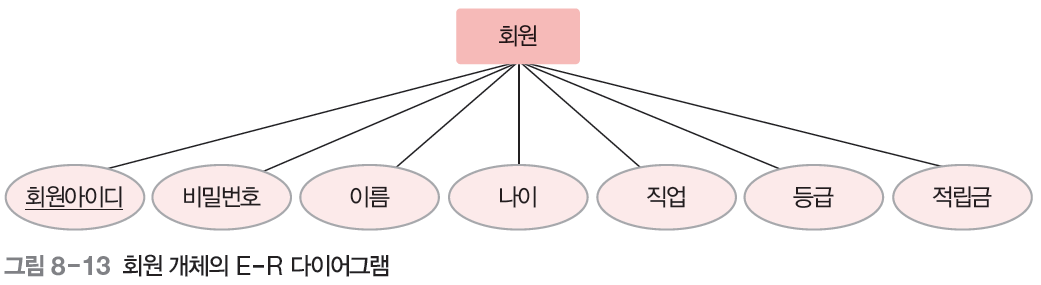 회원
회원아이디 비밀번호 이름 나이 직업 등급 적립금
그림 8-13 회원 개체의 E-R 다이어그램